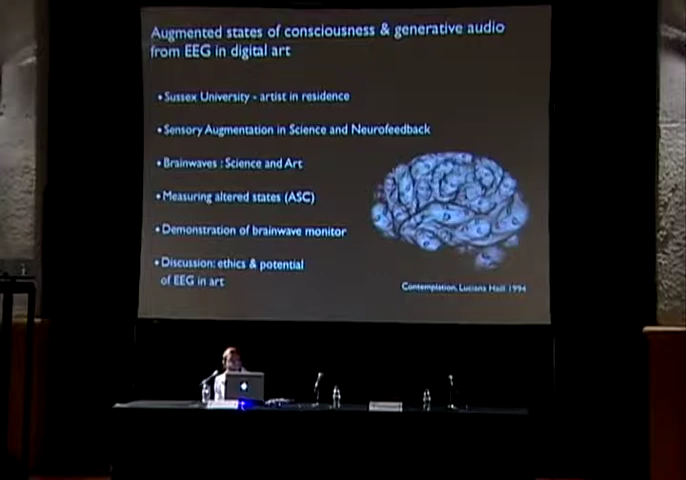 Augmented states of consciousness & generative audio
from EEG in digital art
• Sussex University - artist in residence
• Sensory Augmentation in Science and Neurofeedback
• Brainwaves : Science and Art
• Measuring altered states (ASC)
• Demonstration of brainwave monitor
• Discussion: ethics & potential
of EEG in art
Contemplation, Luciana Haill 1994